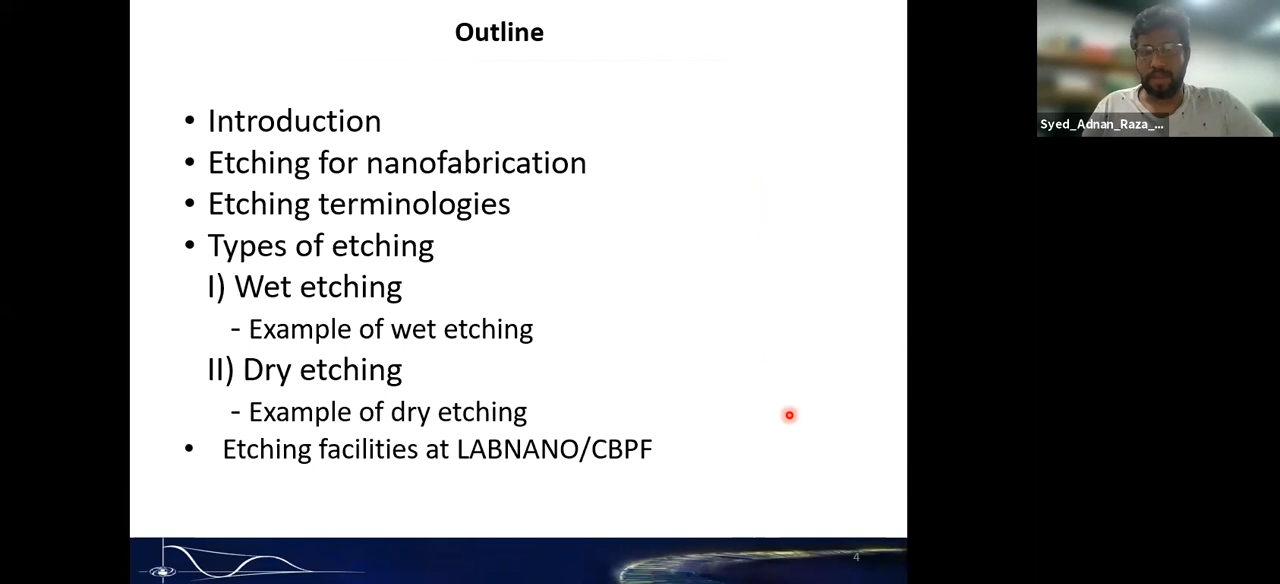 Outline
• Introduction
• Etching for nanofabrication
• Etching terminologies
• Types of etching
I) Wet etching
- Example of wet etching
II) Dry etching
- Example of dry etching
• Etching facilities at LABNANO/CBPF
4
Syed_Adnan_Raza_...